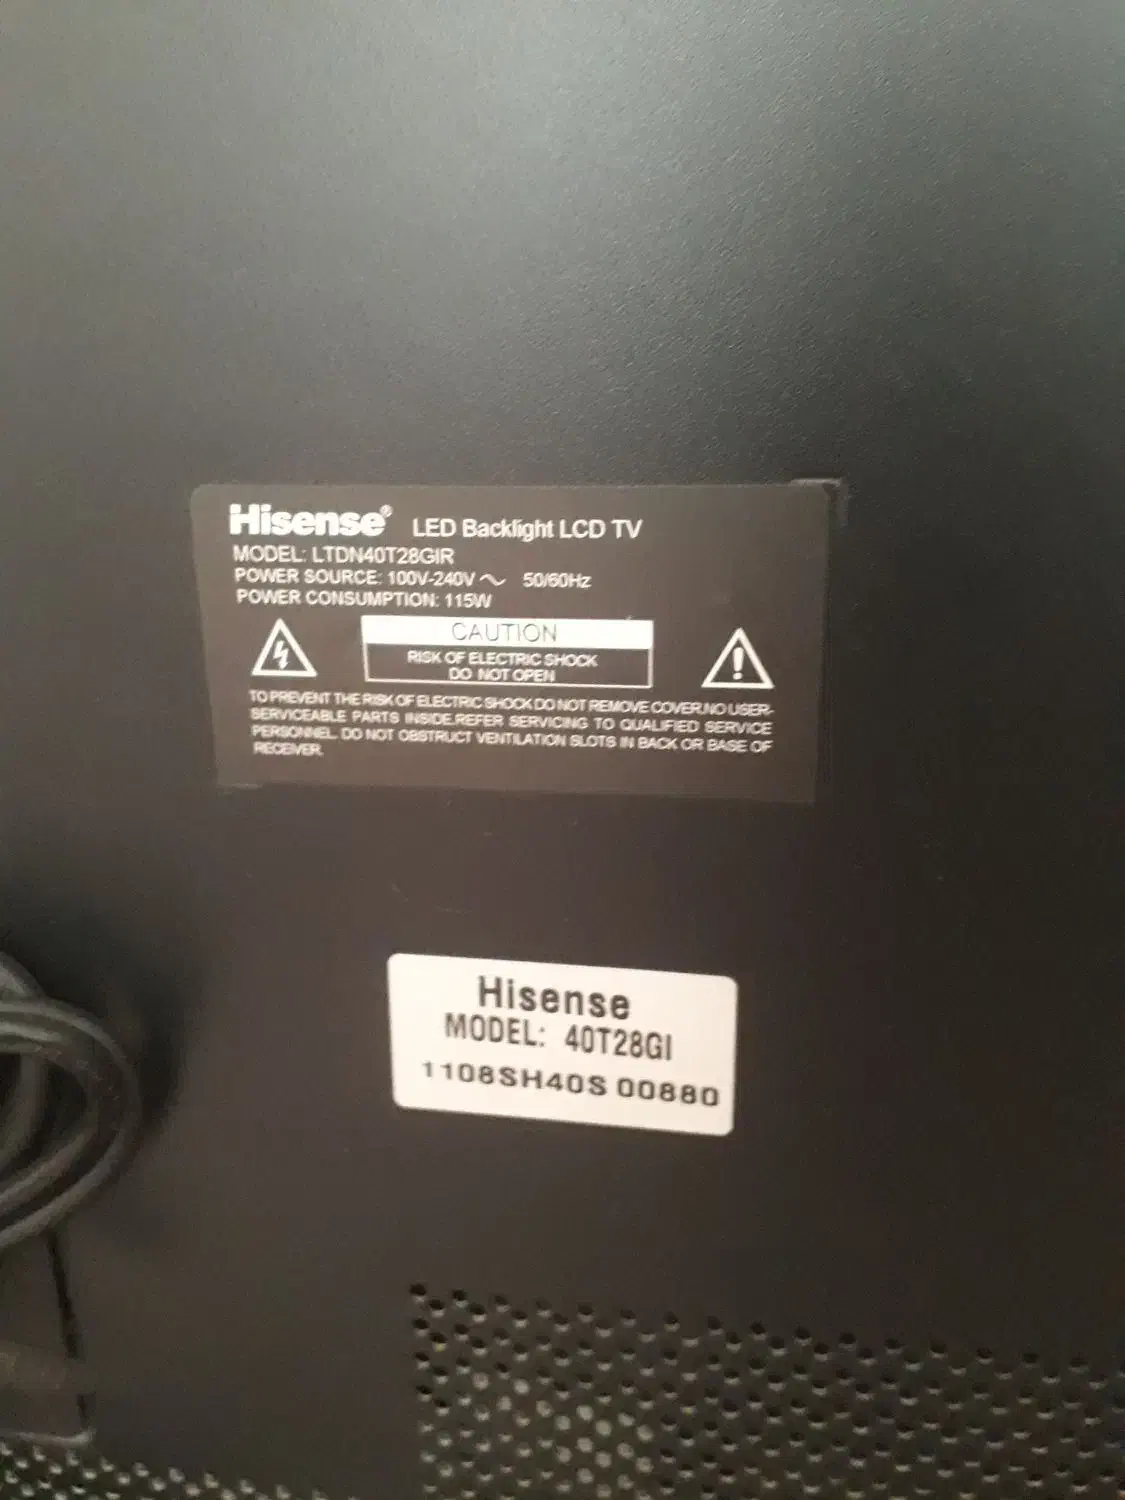 Hisense® LED Backlight LCD TV
MODEL: LTDN40T28GIR
POWER SOURCE: 100V-240V ~ 50/60Hz
POWER CONSUMPTION: 115W
CAUTION
RISK OF ELECTRIC SHOCK
DO NOT OPEN
TO PREVENT THE RISK OF ELECTRIC SHOCK DO NOT REMOVE COVER.NO USER-
SERVICEABLE PARTS INSIDE.REFER SERVICING TO QUALIFIED SERVICE
PERSONNEL. DO NOT OBSTRUCT VENTILATION SLOTS IN BACK OR BASE OF
RECEIVER.
Hisense
MODEL: 40T28GI
1108SH40S 00880